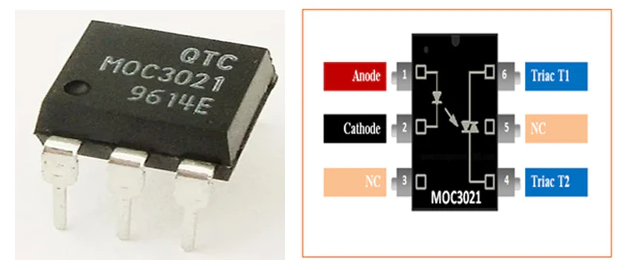 QTC
MOC3021
9614E
Anode 1
6 Triac T1
Cathode 2
5 NC
NC 3
4 Triac T2
MOC3021